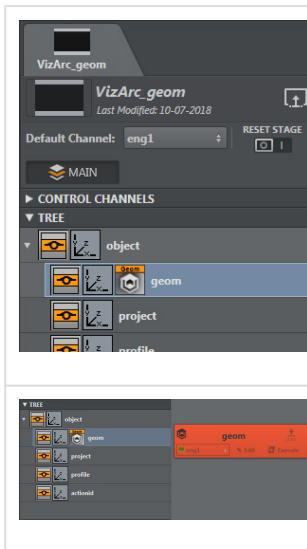 VizArc_geom
VizArc_geom
Last Modified: 10-07-2018
Default Channel: eng1
RESET STAGE
MAIN
CONTROL CHANNELS
TREE
object
Geom
geom
project
profile
TREE
object
geom
project
profile
actionid
geom
eng1 Edit Execute